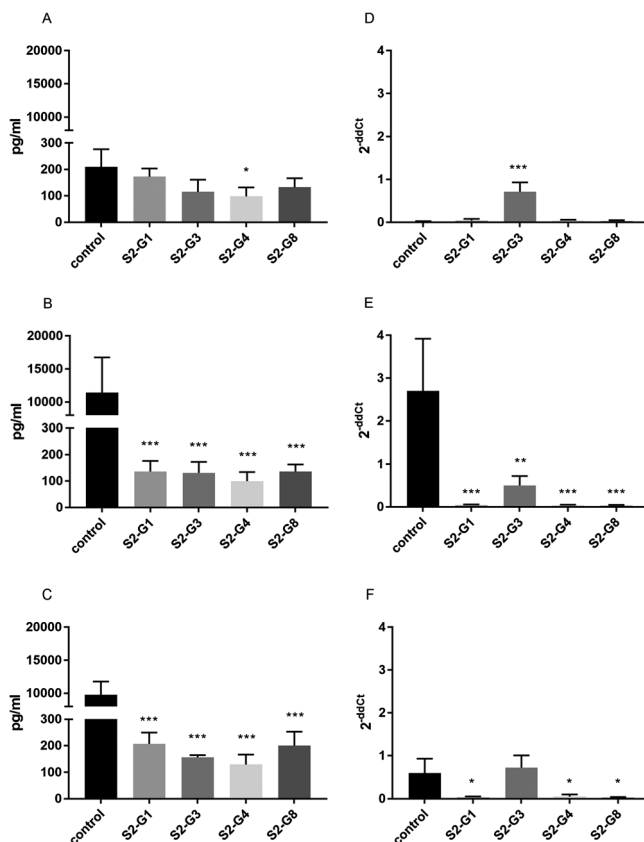 A
20000
15000
10000
300
200
100
0
pg/ml
*
control
S2-G1
S2-G3
S2-G4
S2-G8
D
4
3
2
1
0
2-ddCt
***
control
S2-G1
S2-G3
S2-G4
S2-G8
B
20000
15000
10000
300
200
100
0
pg/ml
*** *** *** ***
control
S2-G1
S2-G3
S2-G4
S2-G8
E
4
3
2
1
0
2-ddCt
*** ** *** ***
control
S2-G1
S2-G3
S2-G4
S2-G8
C
20000
15000
10000
300
200
100
0
pg/ml
*** *** *** ***
control
S2-G1
S2-G3
S2-G4
S2-G8
F
4
3
2
1
0
2-ddCt
* * *
control
S2-G1
S2-G3
S2-G4
S2-G8